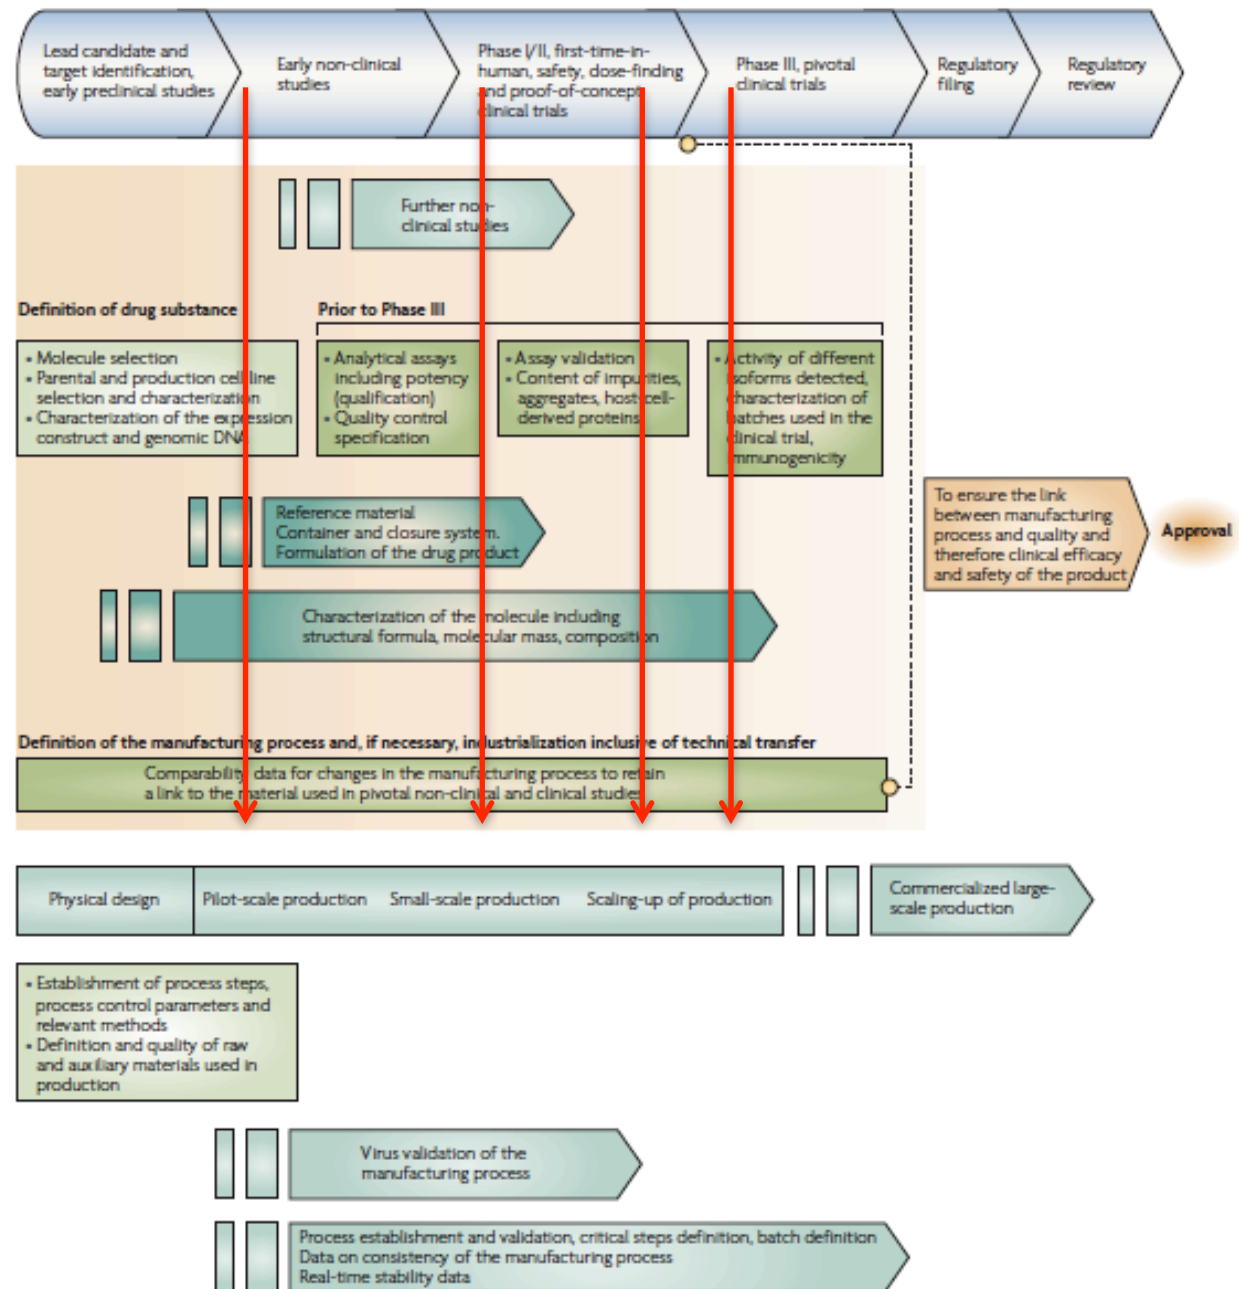 Lead candidate and
target identification,
early preclinical studies
Early non-clinical
studies
Phase I/II, first-time-in-
human, safety, dose-finding
and proof-of-concept
clinical trials
Phase III, pivotal
clinical trials
Regulatory
filing
Regulatory
review
Further non-
clinical studies
Definition of drug substance
Prior to Phase III
• Molecule selection
• Parental and production cell line
selection and characterization
• Characterization of the expression
construct and genomic DNA
• Analytical assays
including potency
(qualification)
• Quality control
specification
• Assay validation
• Content of impurities,
aggregates, host-cell-
derived proteins
• Activity of different
isoforms detected,
characterization of
batches used in the
clinical trial,
immunogenicity
Reference material
Container and closure system.
Formulation of the drug product
To ensure the link
between manufacturing
process and quality and
therefore clinical efficacy
and safety of the product
Approval
Characterization of the molecule including
structural formula, molecular mass, composition
Definition of the manufacturing process and, if necessary, industrialization inclusive of technical transfer
Comparability data for changes in the manufacturing process to retain
a link to the material used in pivotal non-clinical and clinical studies
Physical design
Pilot-scale production
Small-scale production
Scaling-up of production
Commercialized large-
scale production
• Establishment of process steps,
process control parameters and
relevant methods
• Definition and quality of raw
and auxiliary materials used in
production
Virus validation of the
manufacturing process
Process establishment and validation, critical steps definition, batch definition
Data on consistency of the manufacturing process
Real-time stability data